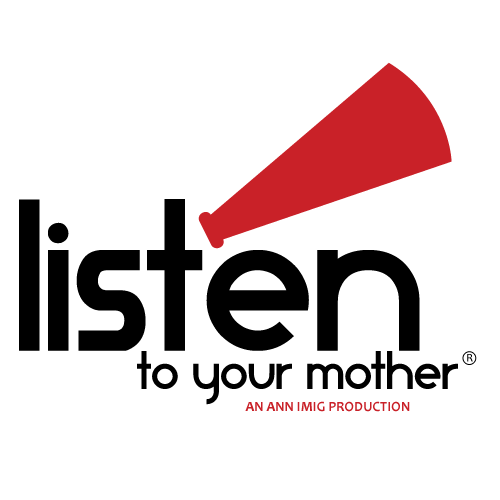 listen
to your mother®
AN ANN IMIG PRODUCTION